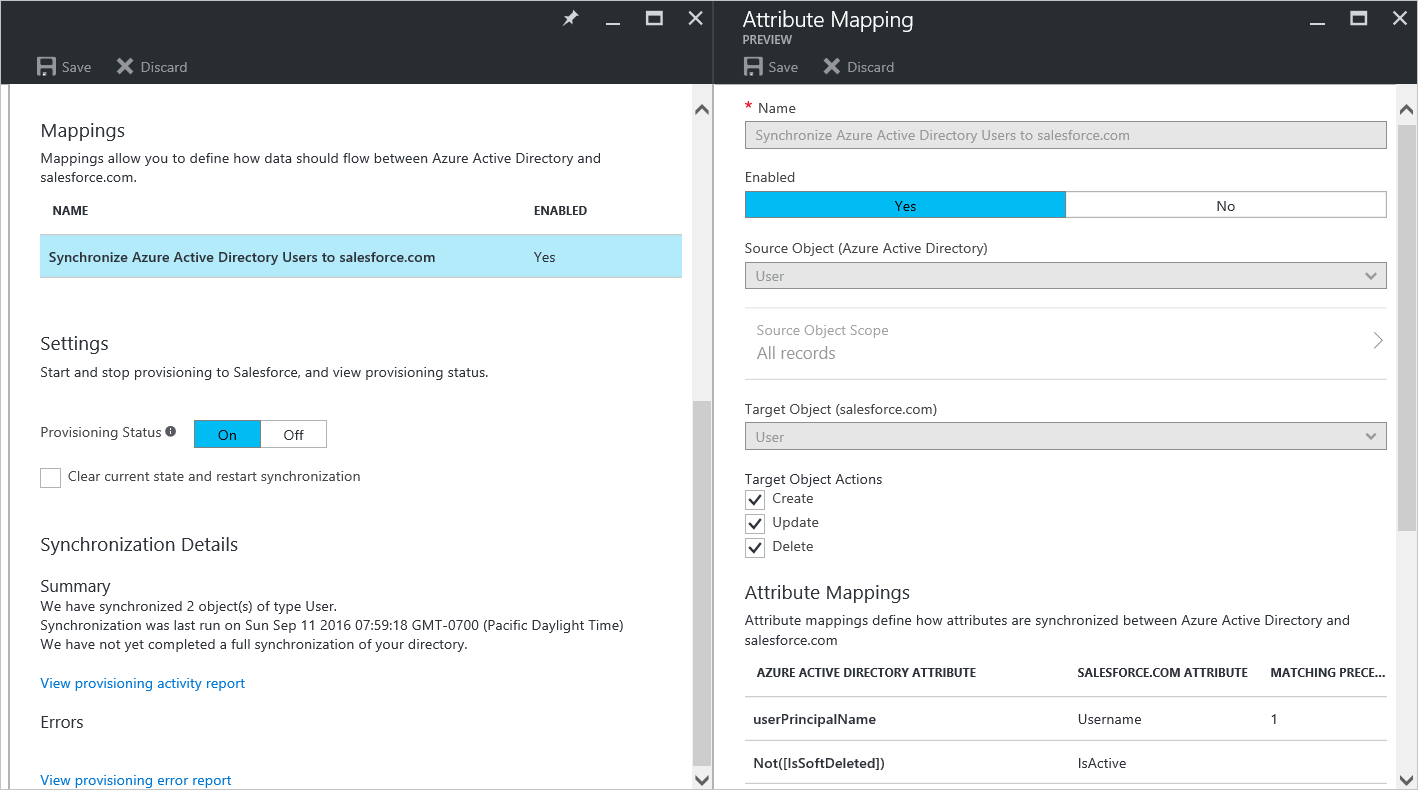 Save Discard
Mappings
Mappings allow you to define how data should flow between Azure Active Directory and
salesforce.com.
NAME ENABLED
Synchronize Azure Active Directory Users to salesforce.com Yes
Settings
Start and stop provisioning to Salesforce, and view provisioning status.
Provisioning Status On Off
Clear current state and restart synchronization
Synchronization Details
Summary
We have synchronized 2 object(s) of type User.
Synchronization was last run on Sun Sep 11 2016 07:59:18 GMT-0700 (Pacific Daylight Time)
We have not yet completed a full synchronization of your directory.
View provisioning activity report
Errors
View provisioning error report
Attribute Mapping
PREVIEW
Save Discard
* Name
Synchronize Azure Active Directory Users to salesforce.com
Enabled
Yes No
Source Object (Azure Active Directory)
User
Source Object Scope
All records
Target Object (salesforce.com)
User
Target Object Actions
Create
Update
Delete
Attribute Mappings
Attribute mappings define how attributes are synchronized between Azure Active Directory and
salesforce.com
AZURE ACTIVE DIRECTORY ATTRIBUTE SALESFORCE.COM ATTRIBUTE MATCHING PRECE...
userPrincipalName Username 1
Not([IsSoftDeleted]) IsActive